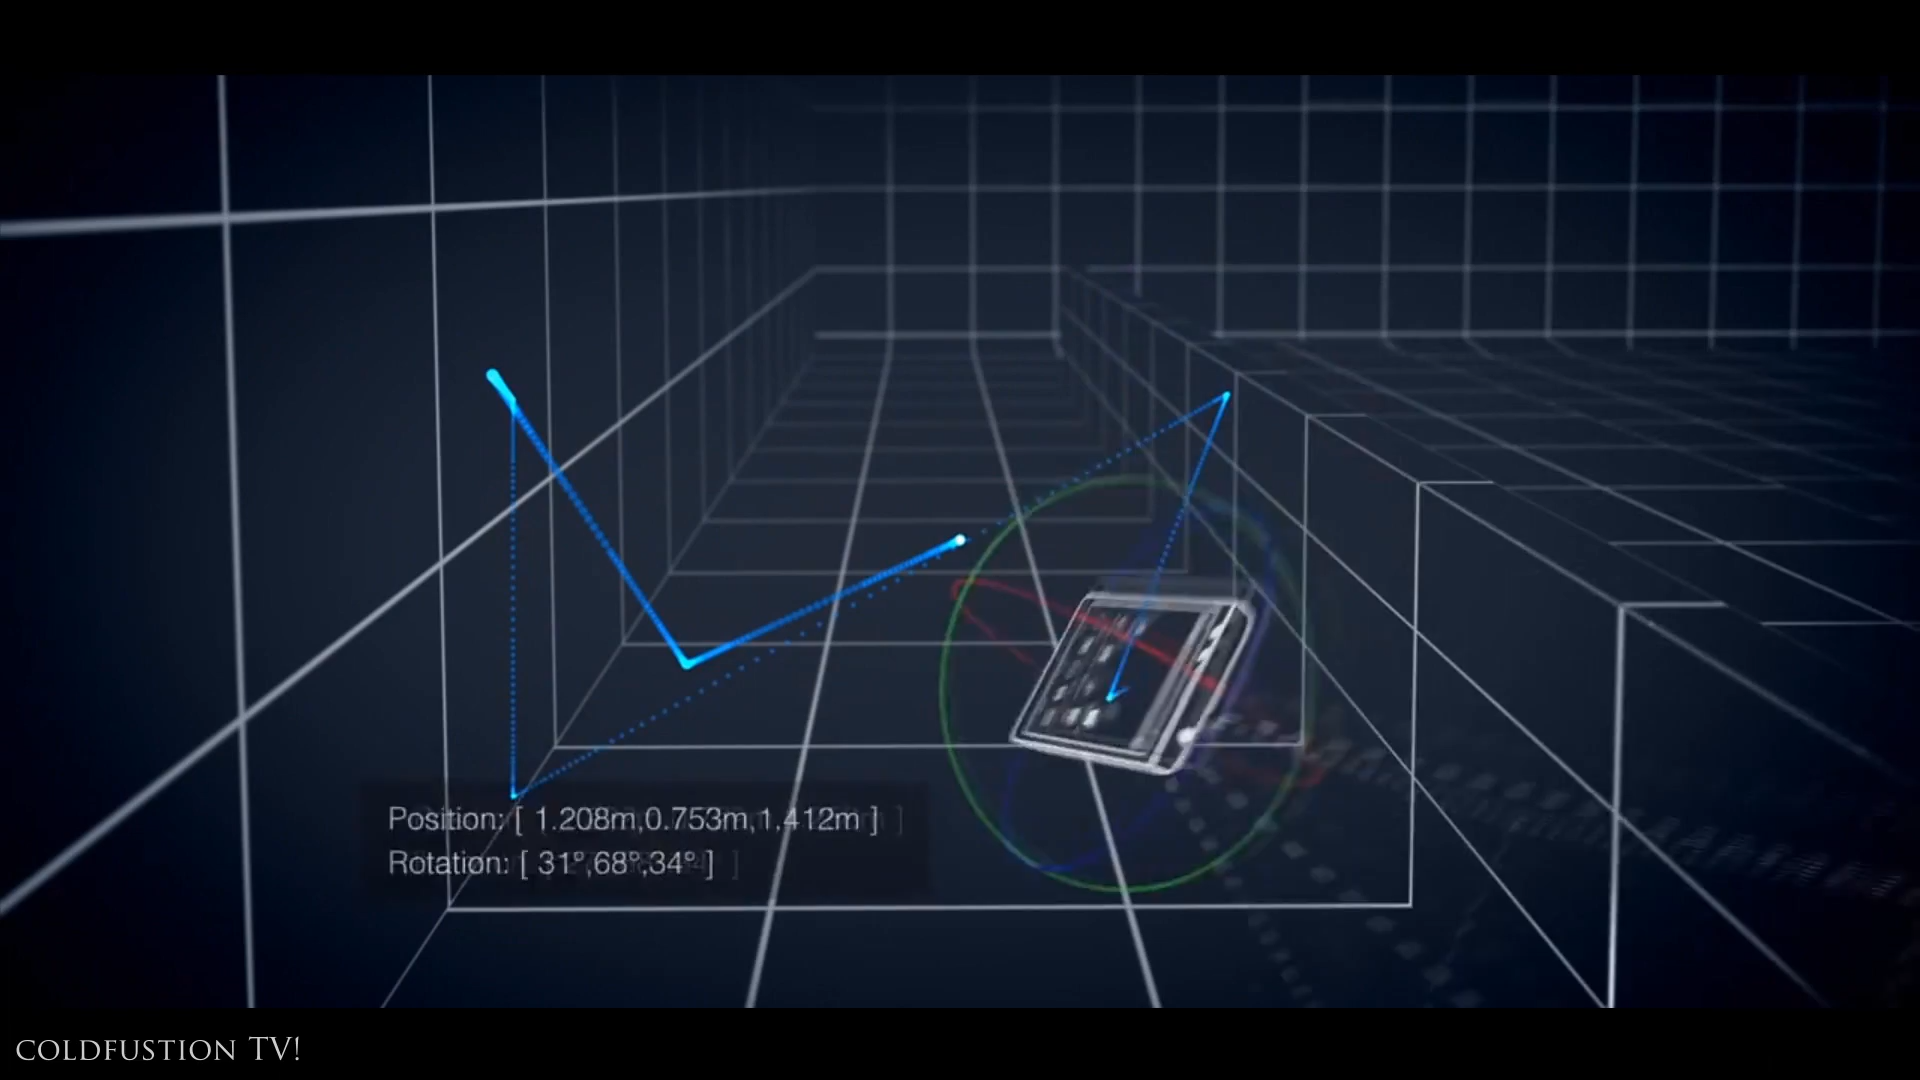 Position: [ 1.208m,0.753m,1.412m ]
Rotation: [ 31°,68°,34° ]
COLDFUSTION TV!